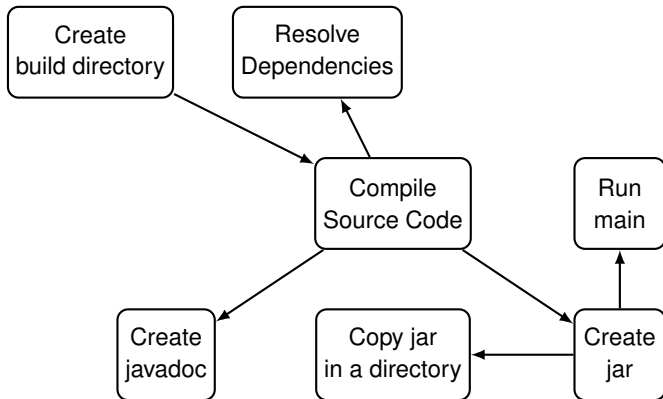 Create
build directory
Resolve
Dependencies
Compile
Source Code
Run
main
Create
javadoc
Copy jar
in a directory
Create
jar